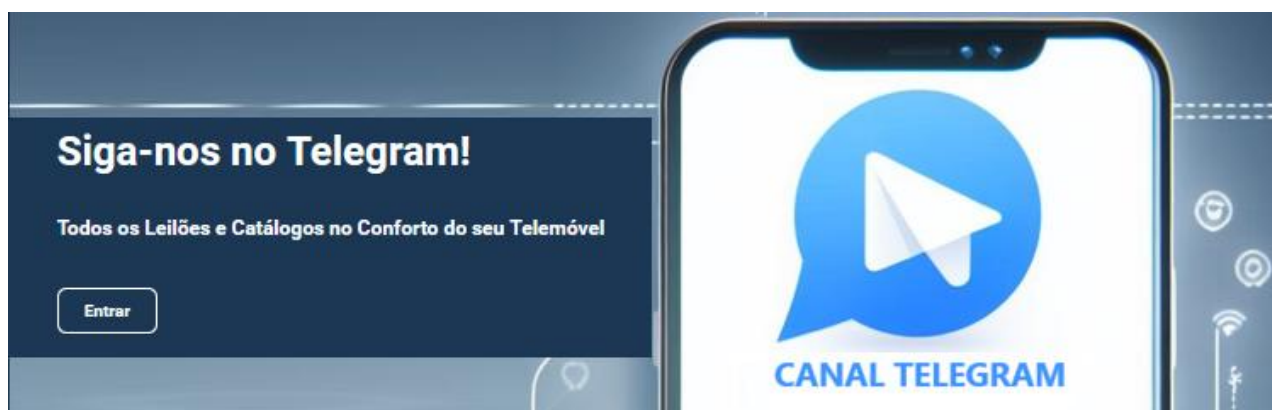 Siga-nos no Telegram!
Todos os Leilões e Catálogos no Conforto do seu Telemóvel
Entrar
CANAL TELEGRAM